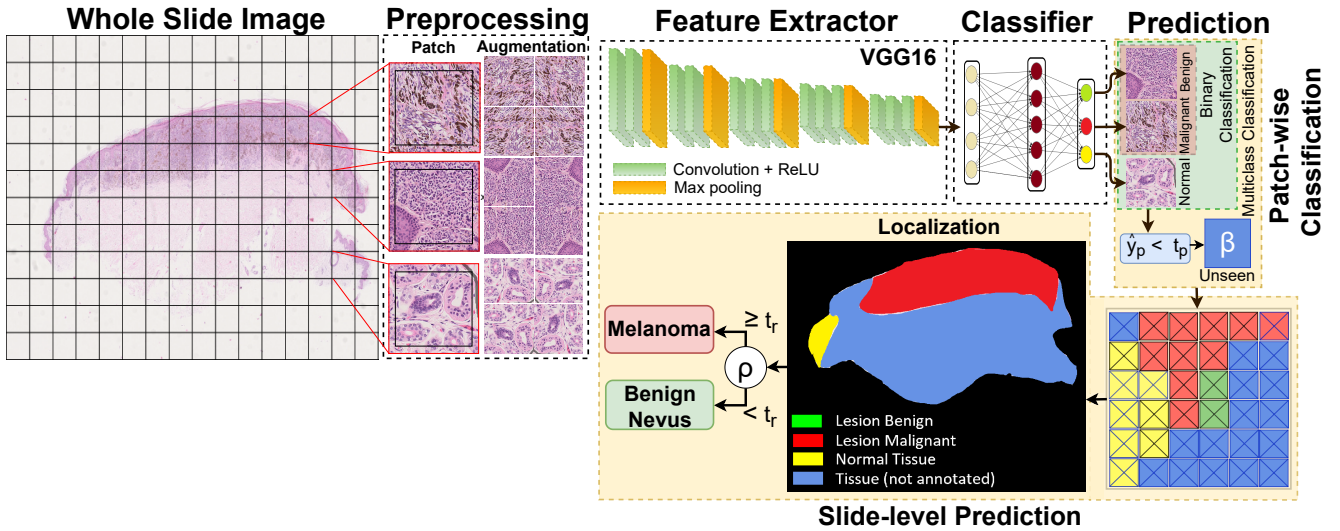 Whole Slide Image
Preprocessing
Patch
Augmentation
Feature Extractor
VGG16
Convolution + ReLU
Max pooling
Classifier
Prediction
Normal Malignant Benign
Binary
Classification
Multiclass Classification
Patch-wise
Classification
ŷp < tp
β
Unseen
Localization
Melanoma
≥ tr
ρ
Benign
Nevus
< tr
Lesion Benign
Lesion Malignant
Normal Tissue
Tissue (not annotated)
Slide-level Prediction